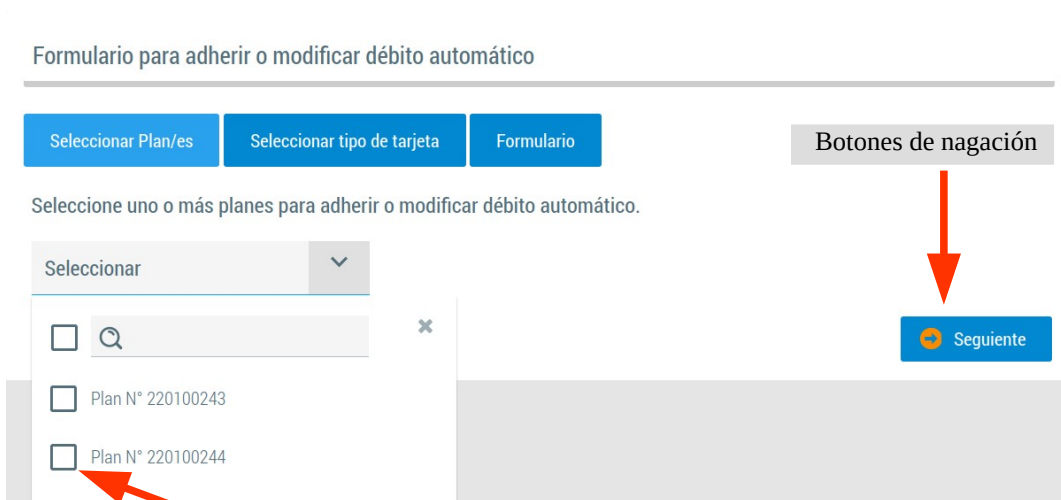 Formulario para adherir o modificar débito automático
Seleccionar Plan/es
Seleccionar tipo de tarjeta
Formulario
Botones de nagación
Seleccione uno o más planes para adherir o modificar débito automático.
Seleccionar
Seguiente
Plan N° 220100243
Plan N° 220100244